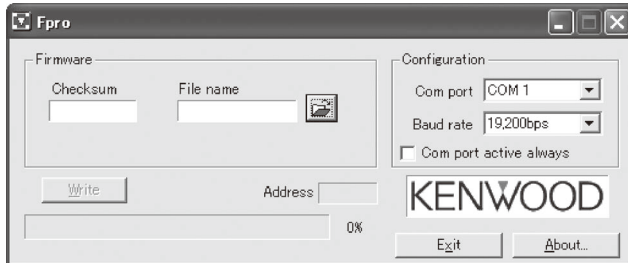 Fpro
Firmware
Checksum
File name
Configuration
Com port COM 1
Baud rate 19,200bps
Com port active always
Write
Address
0%
KENWOOD
Exit
About...